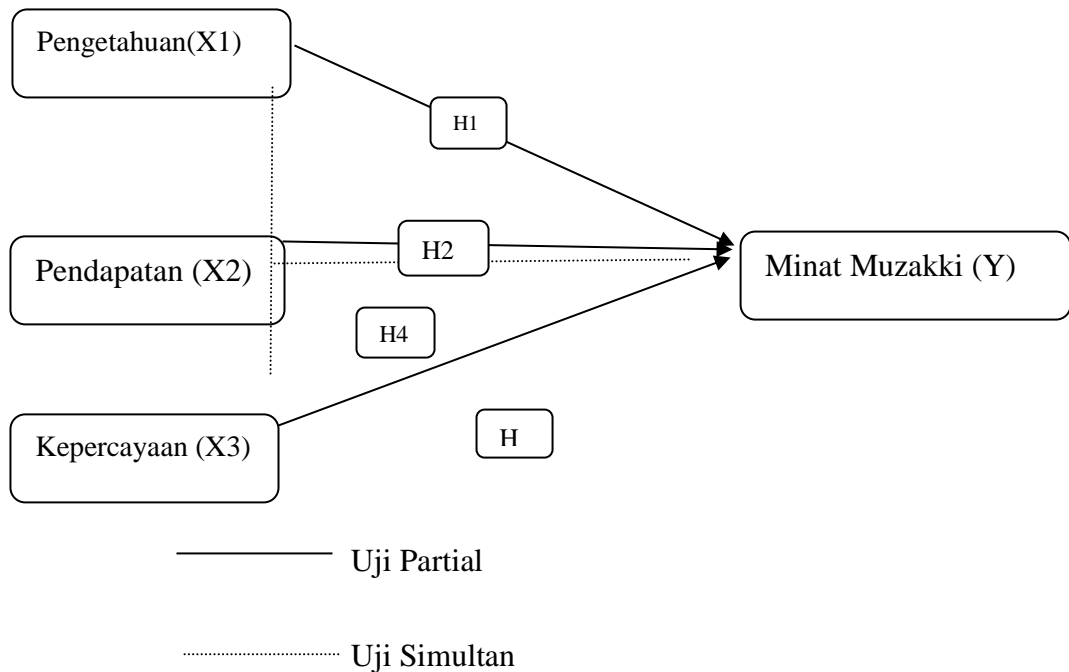 Pengetahuan(X1)
H1
Pendapatan (X2)
H2
Minat Muzakki (Y)
H4
Kepercayaan (X3)
H
Uji Partial
Uji Simultan